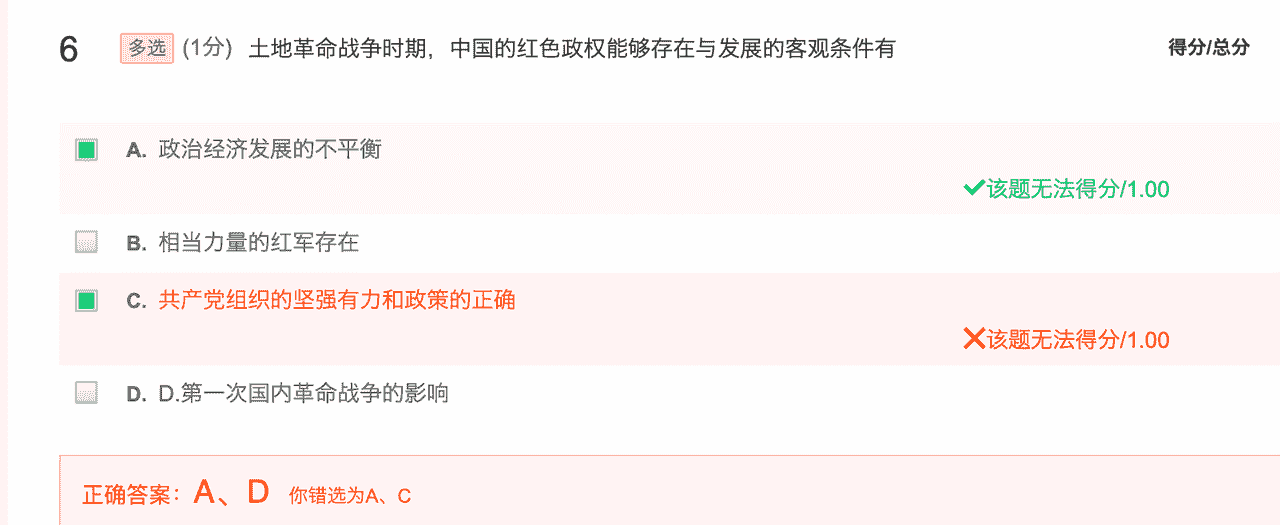 6 多选 (1分) 土地革命战争时期，中国的红色政权能够存在与发展的客观条件有 得分/总分
A. 政治经济发展的不平衡
该题无法得分/1.00
B. 相当力量的红军存在
C. 共产党组织的坚强有力和政策的正确
该题无法得分/1.00
D. D.第一次国内革命战争的影响
正确答案：A、D 你错选为A、C